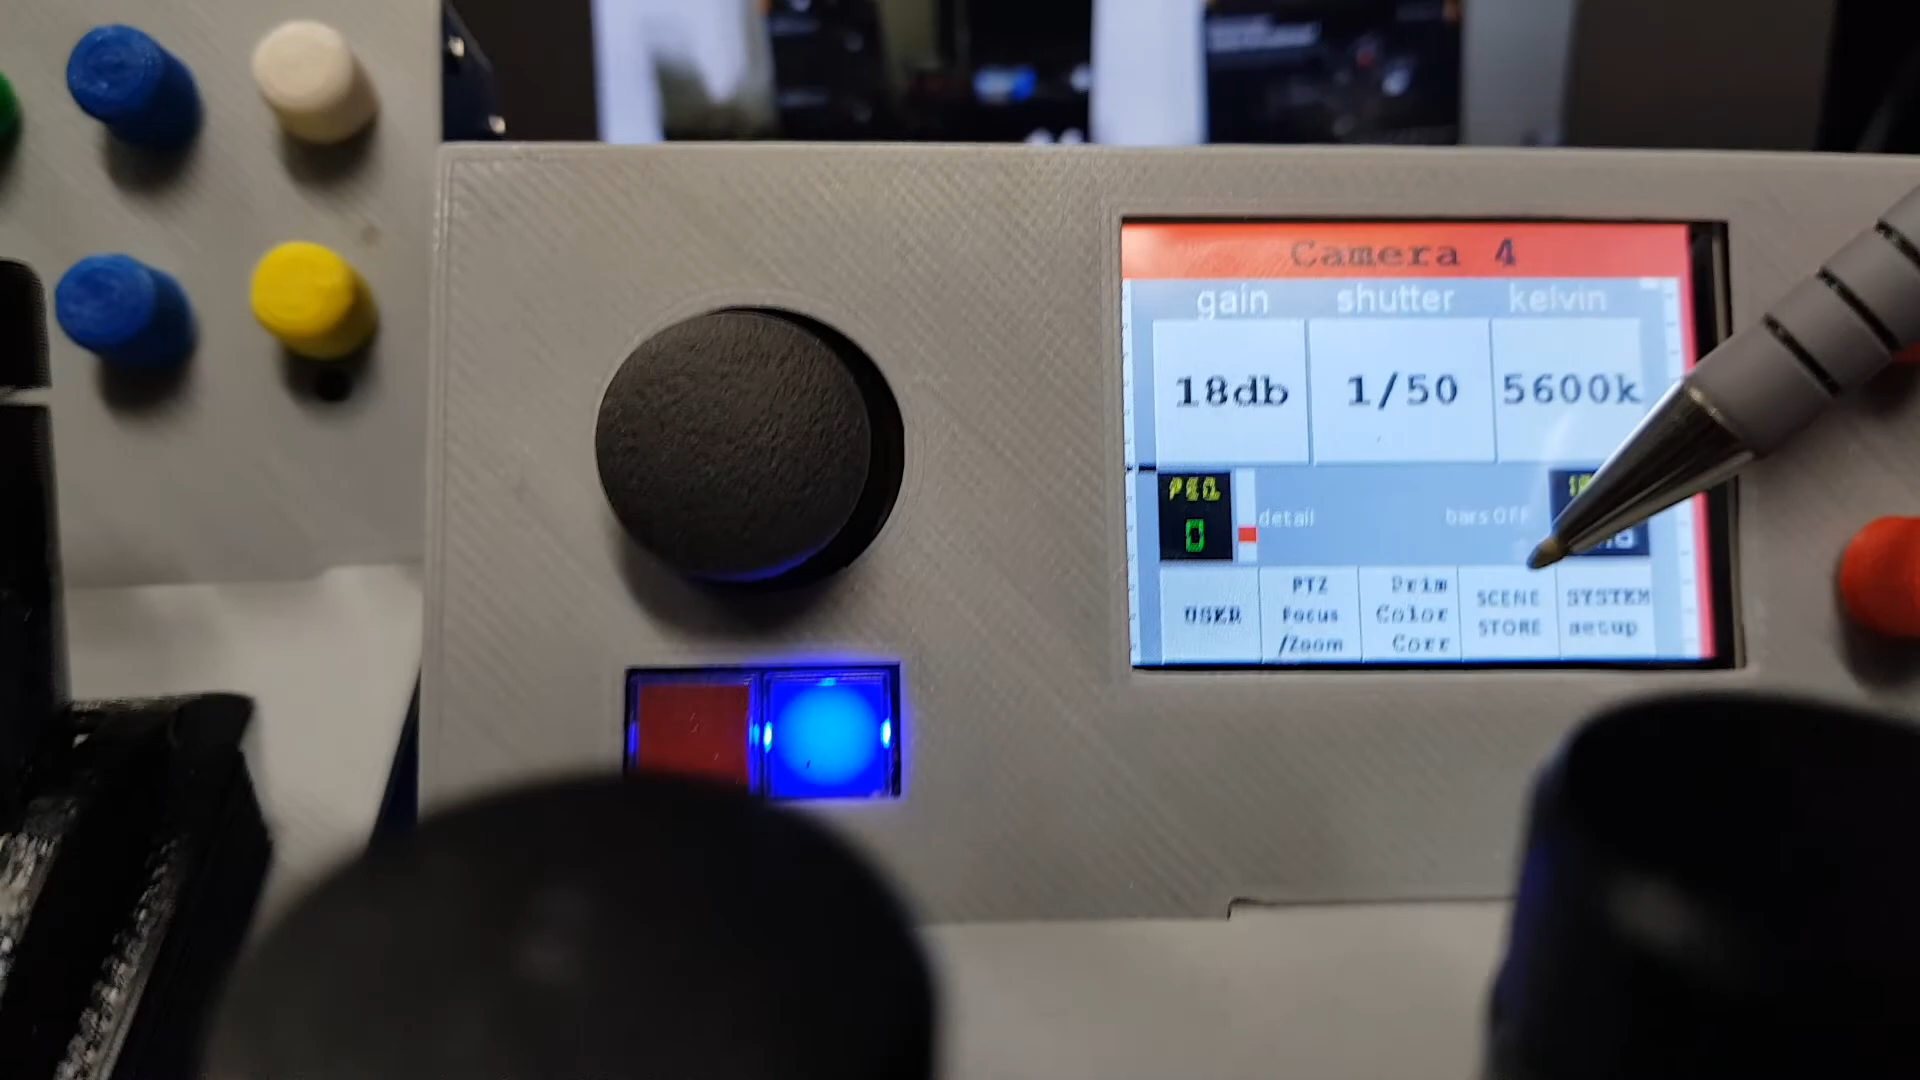 Camera 4
gain shutter kelvin
18db 1/50 5600k
detail bars OFF
0
USER
PTZ
Focus
/Zoom
Prim
Color
Corr
SCENE
STORE
SYSTEM
setup